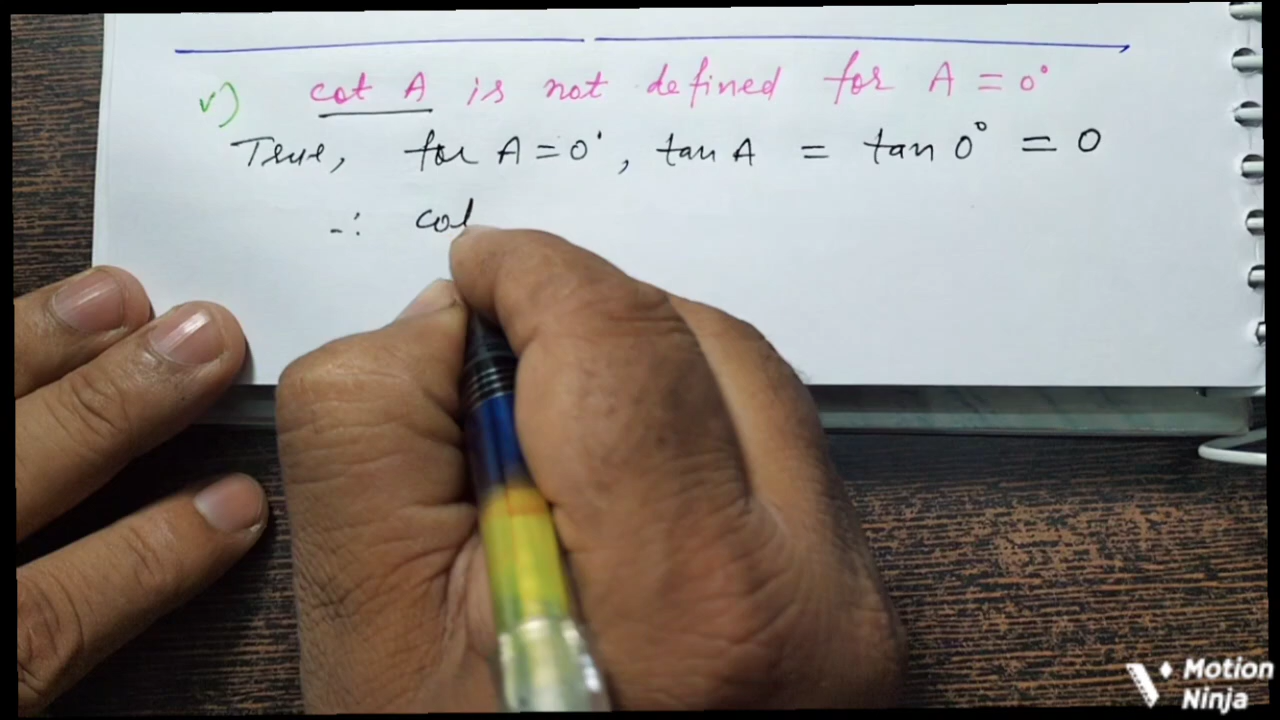 v) cot A is not defined for A = 0°
True, for A = 0°, tan A = tan 0° = 0
∴ cot
Motion
Ninja